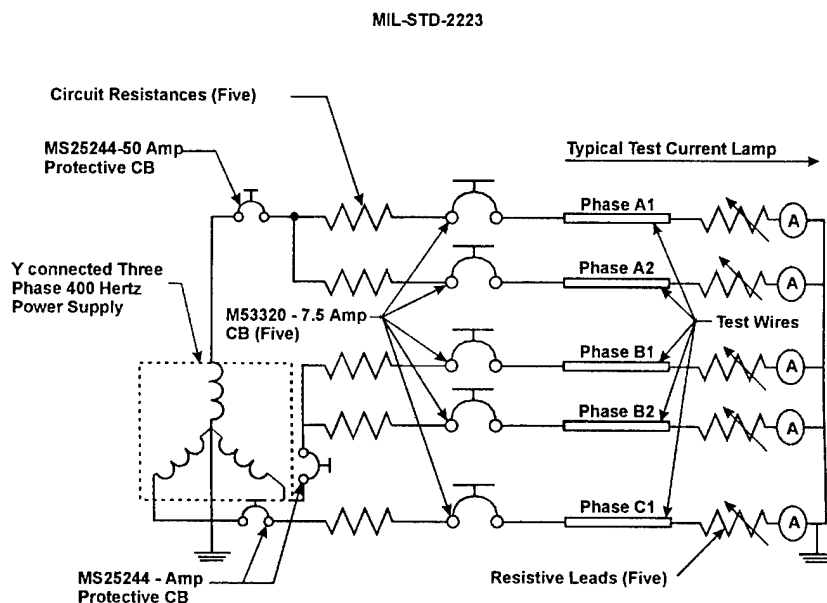 MIL-STD-2223
Circuit Resistances (Five)
MS25244-50 Amp
Protective CB
Typical Test Current Lamp
Phase A1
A
Y connected Three
Phase 400 Hertz
Power Supply
Phase A2
A
M53320 - 7.5 Amp
CB (Five)
Test Wires
Phase B1
A
Phase B2
A
Phase C1
A
MS25244 - Amp
Protective CB
Resistive Leads (Five)